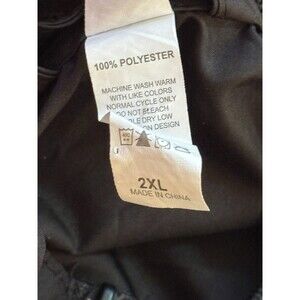 100% POLYESTER
MACHINE WASH WARM
WITH LIKE COLORS
NORMAL CYCLE ONLY
DO NOT BLEACH
DRY LOW
ON DESIGN
2XL
MADE IN CHINA